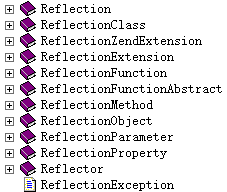 Reflection
ReflectionClass
ReflectionZendExtension
ReflectionExtension
ReflectionFunction
ReflectionFunctionAbstract
ReflectionMethod
ReflectionObject
ReflectionParameter
ReflectionProperty
Reflector
ReflectionException